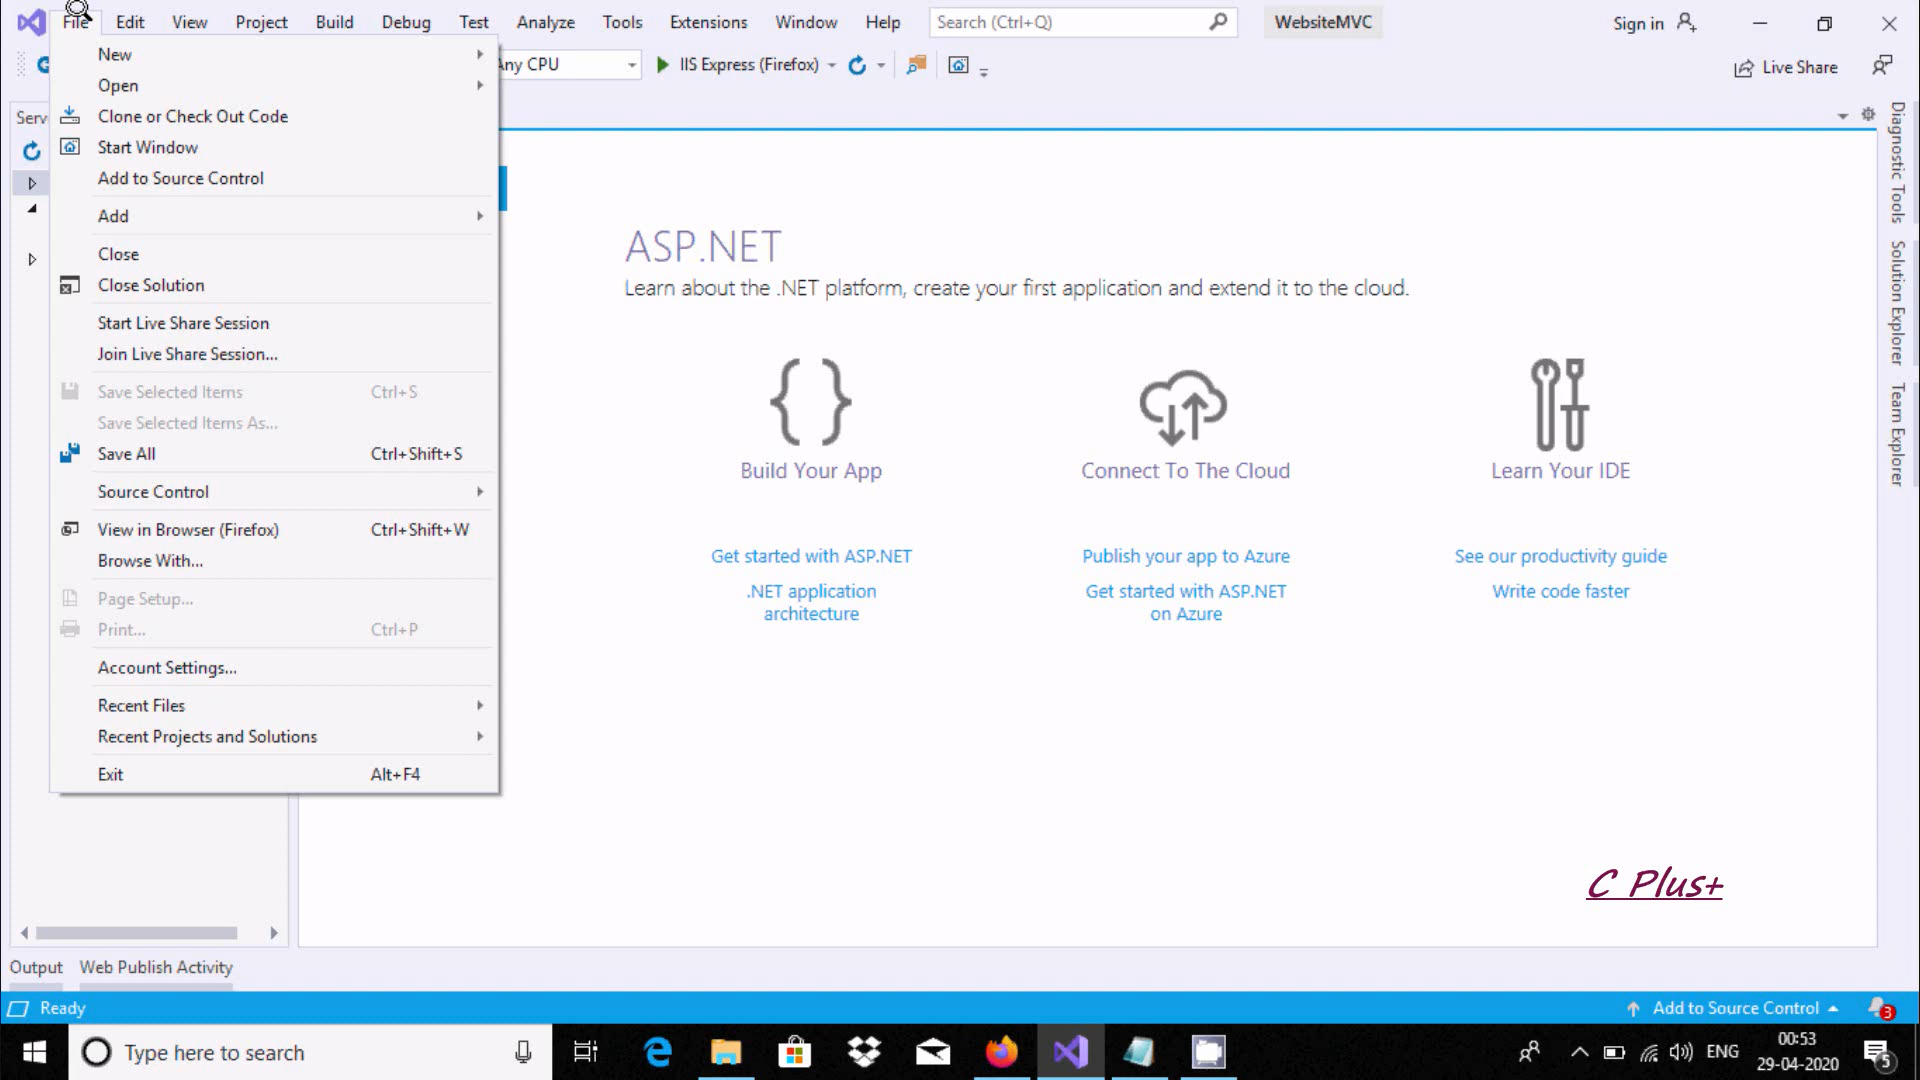 File Edit View Project Build Debug Test Analyze Tools Extensions Window Help Search (Ctrl+Q) WebsiteMVC Sign in
Any CPU IIS Express (Firefox) Live Share
Serv
New
Open
Clone or Check Out Code
Start Window
Add to Source Control
Add
Close
Close Solution
Start Live Share Session
Join Live Share Session...
Save Selected Items Ctrl+S
Save Selected Items As...
Save All Ctrl+Shift+S
Source Control
View in Browser (Firefox) Ctrl+Shift+W
Browse With...
Page Setup...
Print... Ctrl+P
Account Settings...
Recent Files
Recent Projects and Solutions
Exit Alt+F4
ASP.NET
Learn about the .NET platform, create your first application and extend it to the cloud.
Build Your App
Get started with ASP.NET
.NET application
architecture
Connect To The Cloud
Publish your app to Azure
Get started with ASP.NET
on Azure
Learn Your IDE
See our productivity guide
Write code faster
Diagnostic Tools
Solution Explorer
Team Explorer
C Plus+
Output Web Publish Activity
Ready Add to Source Control 3
Type here to search ENG 00:53
29-04-2020 5